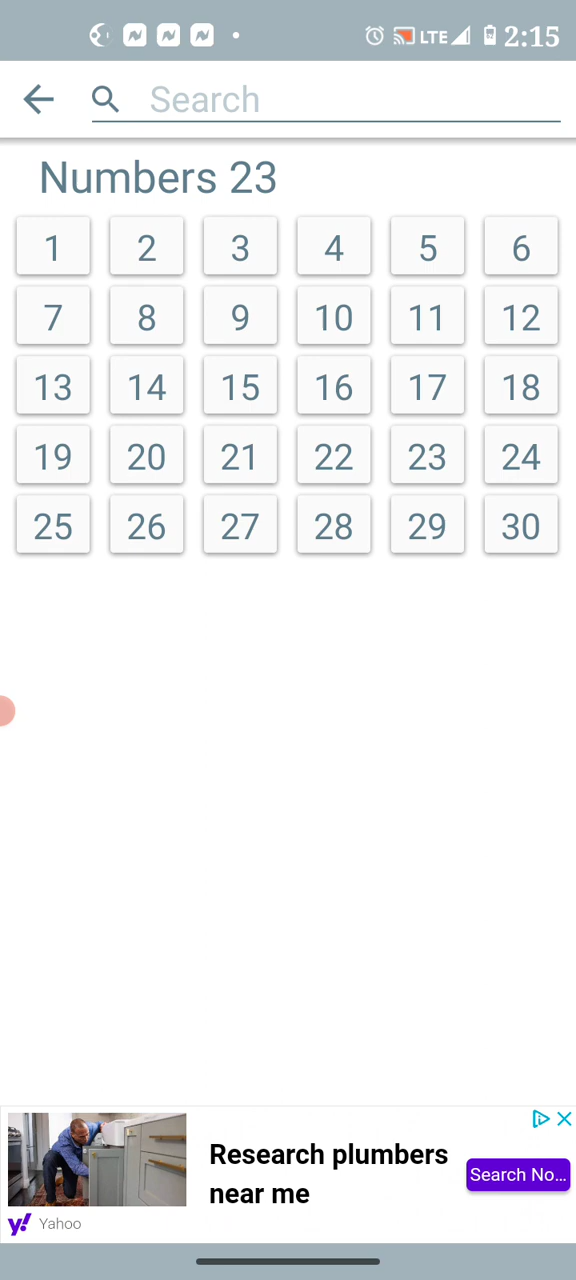 LTE 2:15
Search
Numbers 23
1 2 3 4 5 6
7 8 9 10 11 12
13 14 15 16 17 18
19 20 21 22 23 24
25 26 27 28 29 30
Research plumbers
near me
Search No...
y! Yahoo